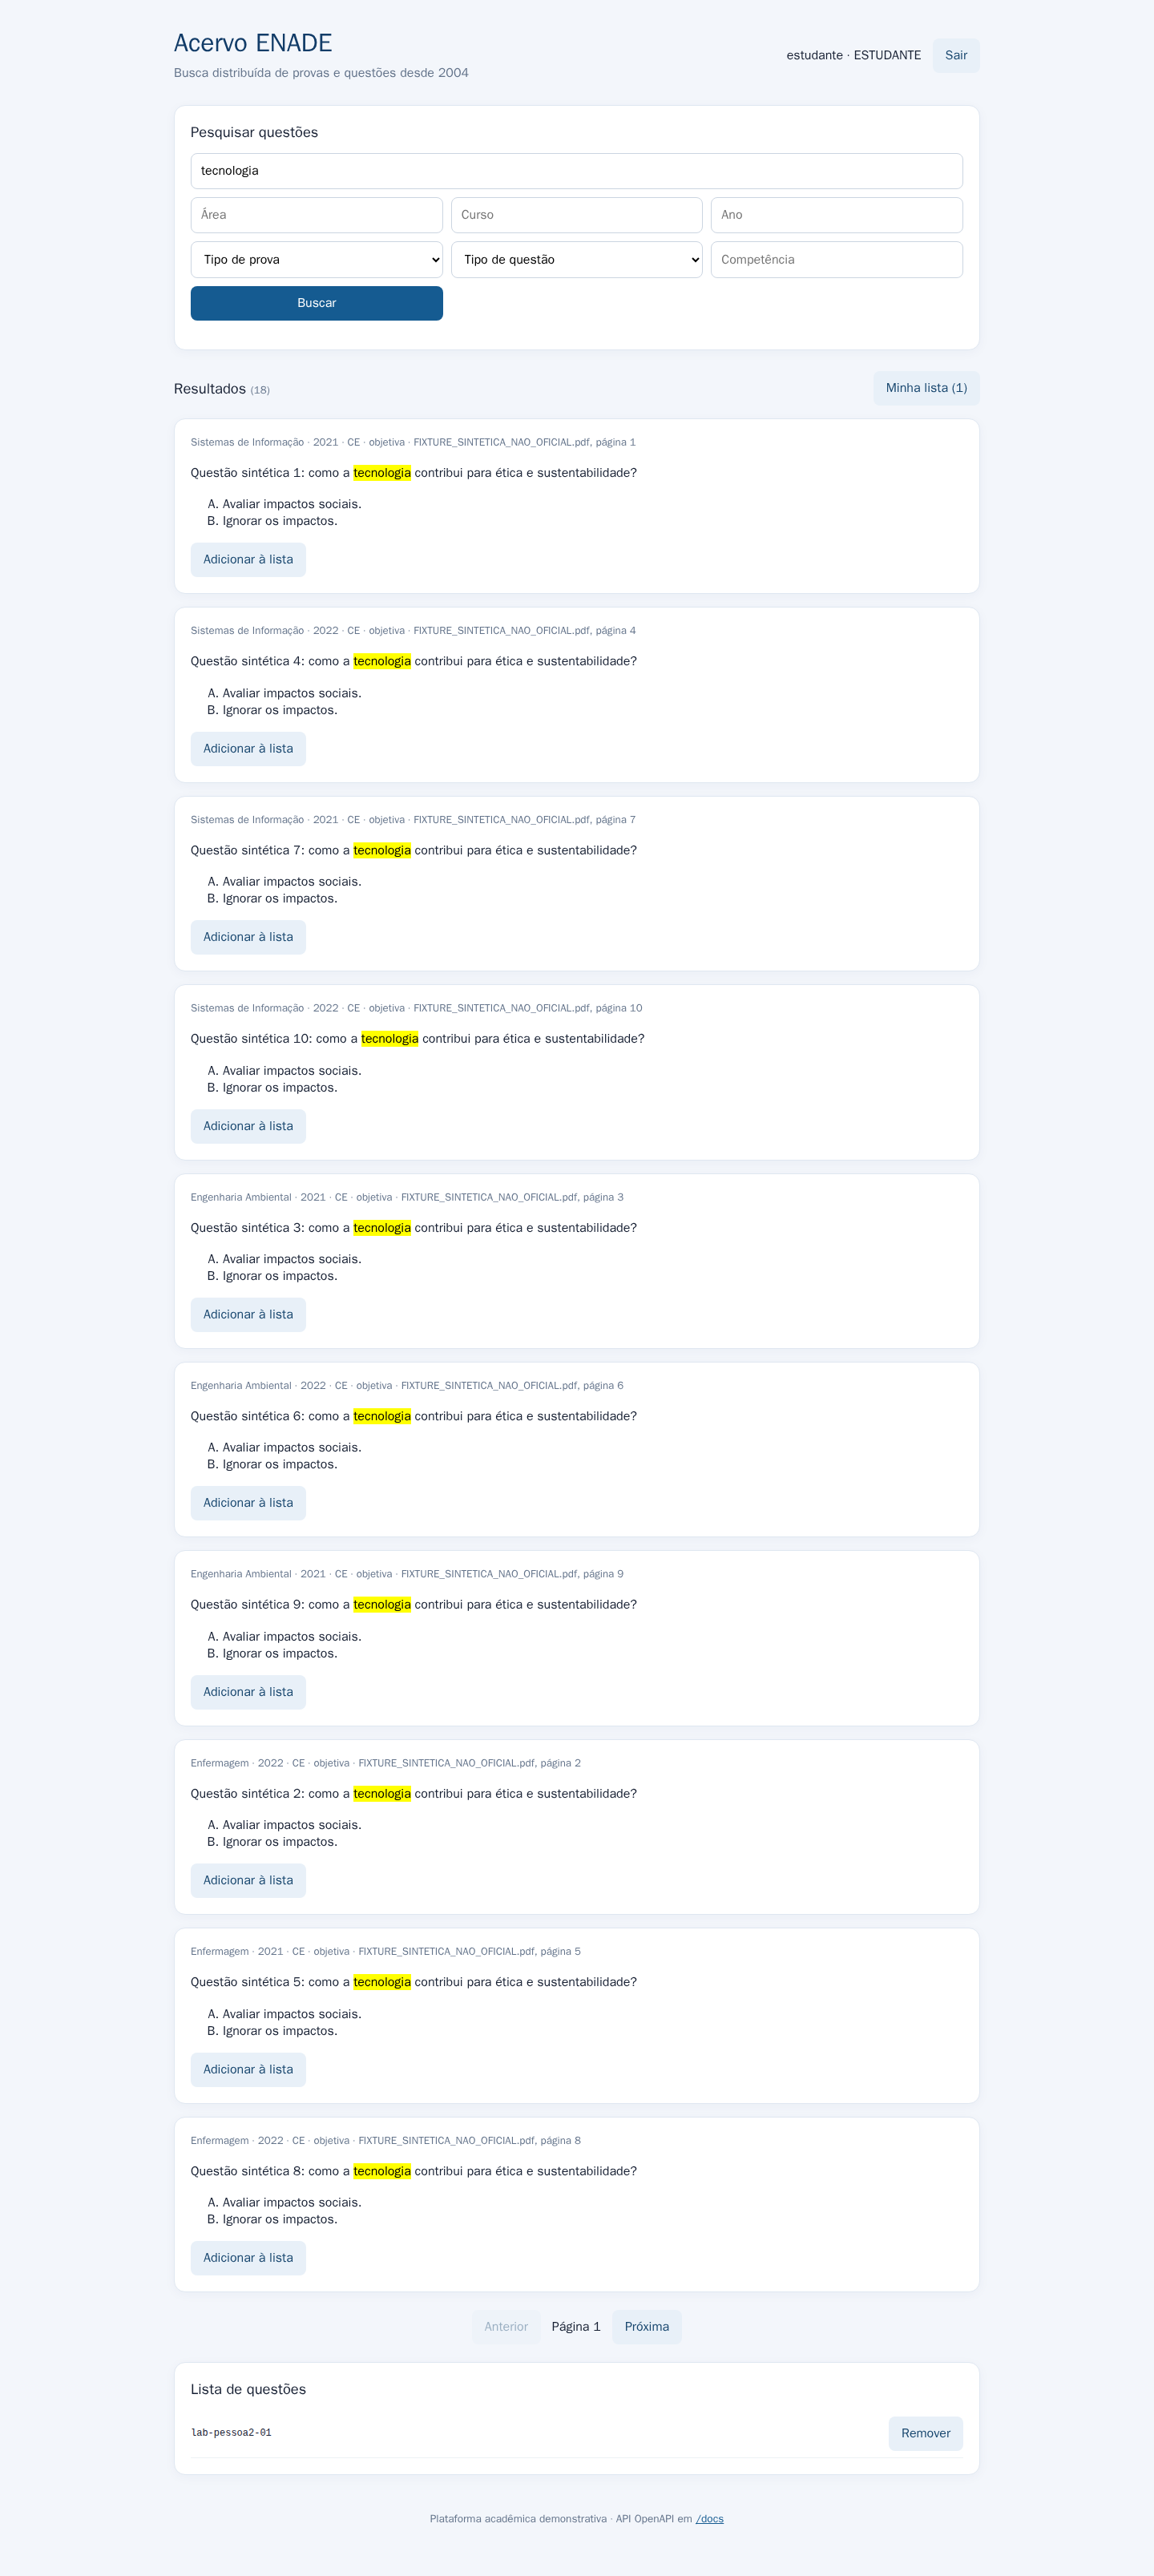 Acervo ENADE
Busca distribuída de provas e questões desde 2004
estudante · ESTUDANTE
Sair
Pesquisar questões
tecnologia
Área
Curso
Ano
Tipo de prova
Tipo de questão
Competência
Buscar
Resultados (18)
Minha lista (1)
Sistemas de Informação · 2021 · CE · objetiva · FIXTURE_SINTETICA_NAO_OFICIAL.pdf, página 1
Questão sintética 1: como a tecnologia contribui para ética e sustentabilidade?
A. Avaliar impactos sociais.
B. Ignorar os impactos.
Adicionar à lista
Sistemas de Informação · 2022 · CE · objetiva · FIXTURE_SINTETICA_NAO_OFICIAL.pdf, página 4
Questão sintética 4: como a tecnologia contribui para ética e sustentabilidade?
A. Avaliar impactos sociais.
B. Ignorar os impactos.
Adicionar à lista
Sistemas de Informação · 2021 · CE · objetiva · FIXTURE_SINTETICA_NAO_OFICIAL.pdf, página 7
Questão sintética 7: como a tecnologia contribui para ética e sustentabilidade?
A. Avaliar impactos sociais.
B. Ignorar os impactos.
Adicionar à lista
Sistemas de Informação · 2022 · CE · objetiva · FIXTURE_SINTETICA_NAO_OFICIAL.pdf, página 10
Questão sintética 10: como a tecnologia contribui para ética e sustentabilidade?
A. Avaliar impactos sociais.
B. Ignorar os impactos.
Adicionar à lista
Engenharia Ambiental · 2021 · CE · objetiva · FIXTURE_SINTETICA_NAO_OFICIAL.pdf, página 3
Questão sintética 3: como a tecnologia contribui para ética e sustentabilidade?
A. Avaliar impactos sociais.
B. Ignorar os impactos.
Adicionar à lista
Engenharia Ambiental · 2022 · CE · objetiva · FIXTURE_SINTETICA_NAO_OFICIAL.pdf, página 6
Questão sintética 6: como a tecnologia contribui para ética e sustentabilidade?
A. Avaliar impactos sociais.
B. Ignorar os impactos.
Adicionar à lista
Engenharia Ambiental · 2021 · CE · objetiva · FIXTURE_SINTETICA_NAO_OFICIAL.pdf, página 9
Questão sintética 9: como a tecnologia contribui para ética e sustentabilidade?
A. Avaliar impactos sociais.
B. Ignorar os impactos.
Adicionar à lista
Enfermagem · 2022 · CE · objetiva · FIXTURE_SINTETICA_NAO_OFICIAL.pdf, página 2
Questão sintética 2: como a tecnologia contribui para ética e sustentabilidade?
A. Avaliar impactos sociais.
B. Ignorar os impactos.
Adicionar à lista
Enfermagem · 2021 · CE · objetiva · FIXTURE_SINTETICA_NAO_OFICIAL.pdf, página 5
Questão sintética 5: como a tecnologia contribui para ética e sustentabilidade?
A. Avaliar impactos sociais.
B. Ignorar os impactos.
Adicionar à lista
Enfermagem · 2022 · CE · objetiva · FIXTURE_SINTETICA_NAO_OFICIAL.pdf, página 8
Questão sintética 8: como a tecnologia contribui para ética e sustentabilidade?
A. Avaliar impactos sociais.
B. Ignorar os impactos.
Adicionar à lista
Anterior
Página 1
Próxima
Lista de questões
lab-pessoa2-01
Remover
Plataforma acadêmica demonstrativa · API OpenAPI em /docs